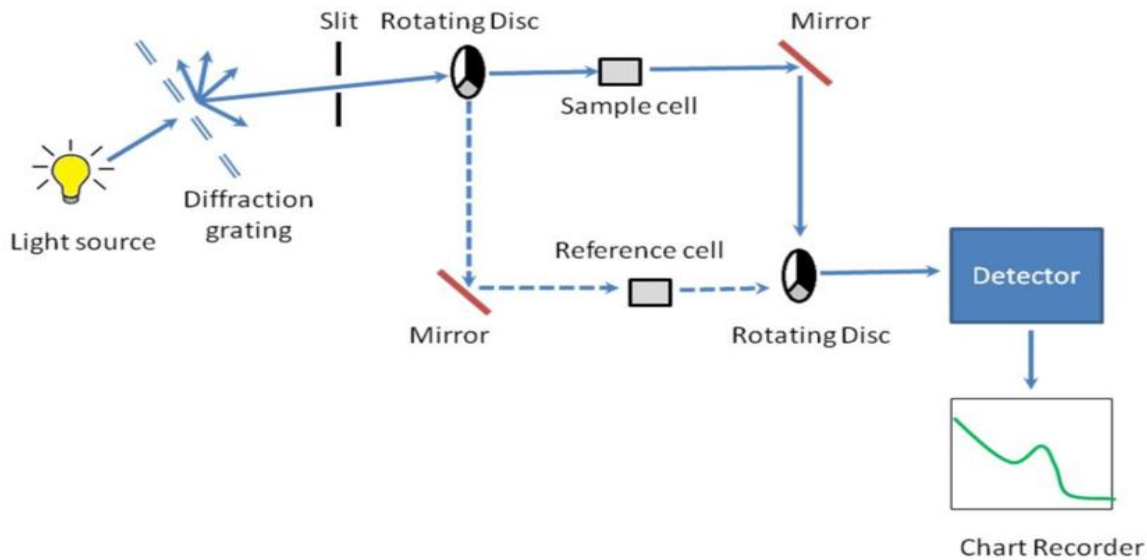 Slit
Rotating Disc
Mirror
Sample cell
Diffraction
grating
Light source
Reference cell
Detector
Mirror
Rotating Disc
Chart Recorder